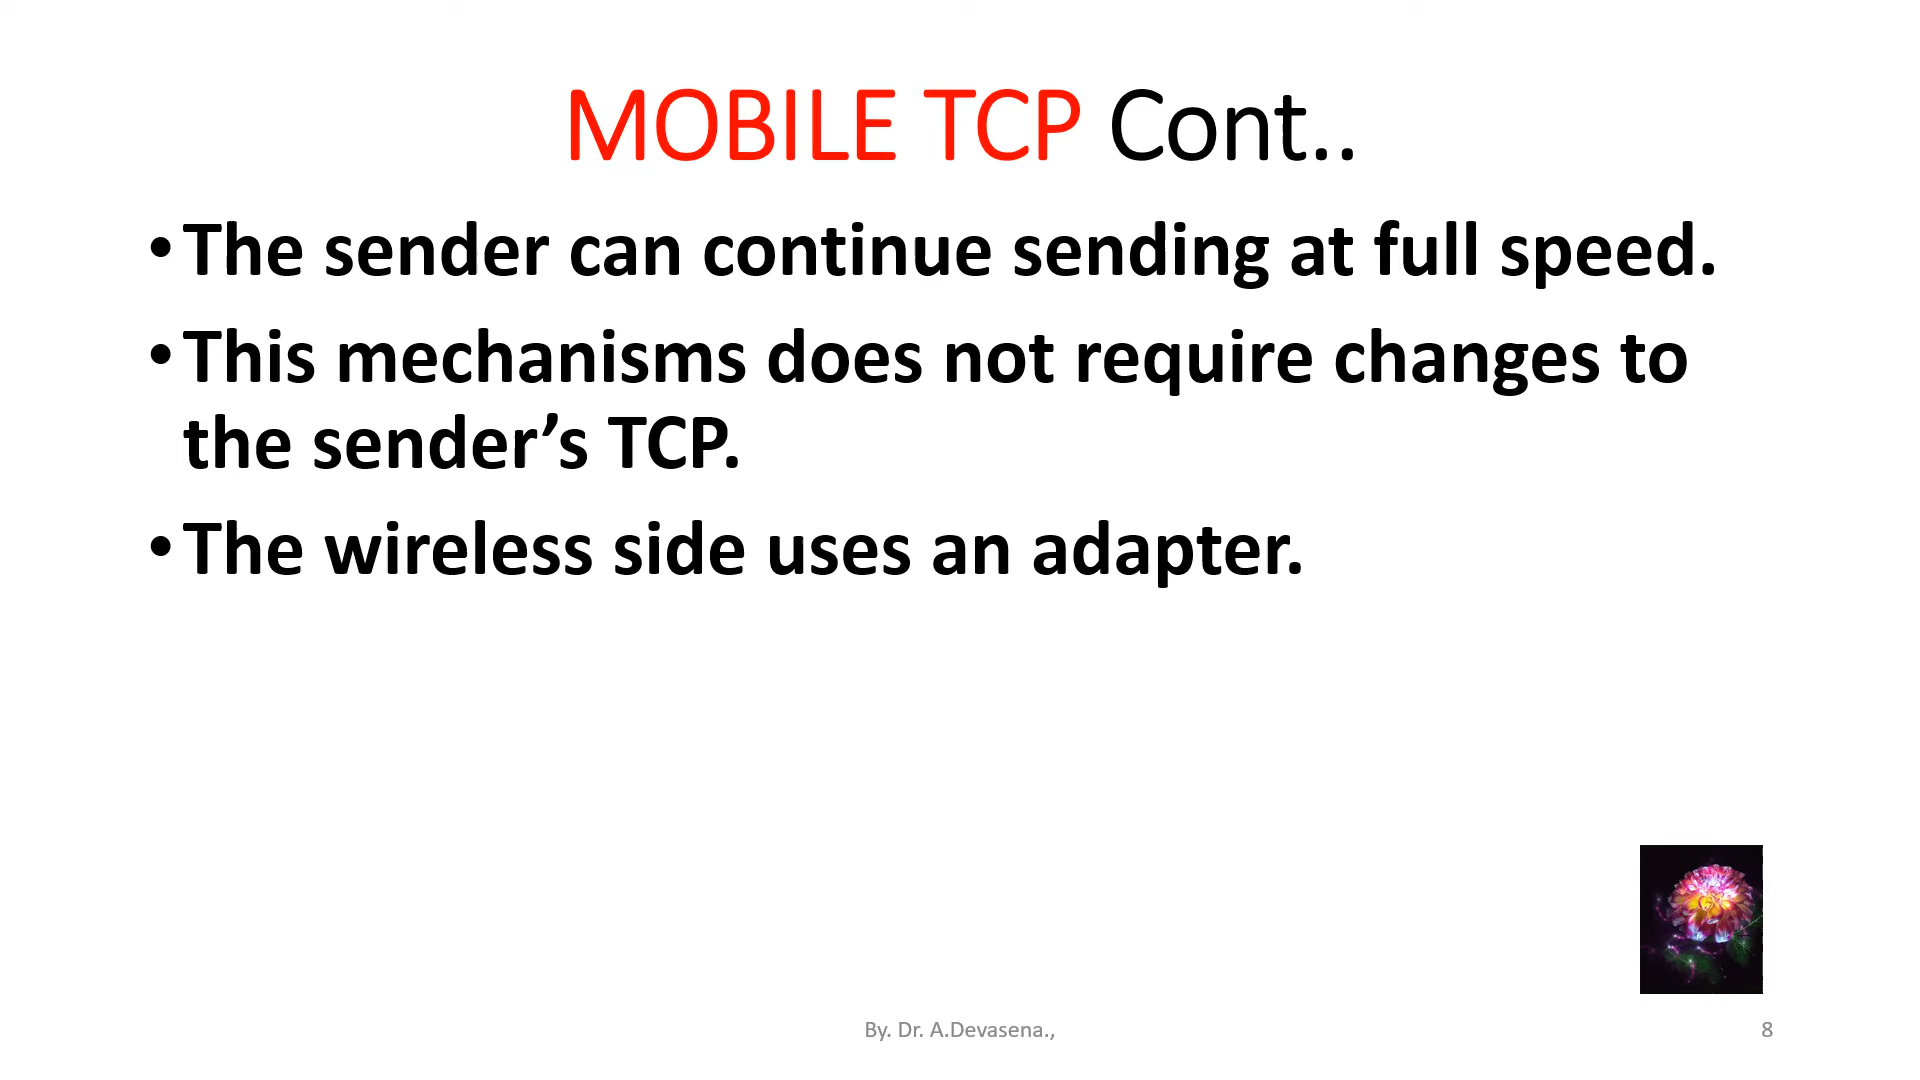 MOBILE TCP Cont..
•The sender can continue sending at full speed.
•This mechanisms does not require changes to
the sender’s TCP.
•The wireless side uses an adapter.
By. Dr. A.Devasena.,
8